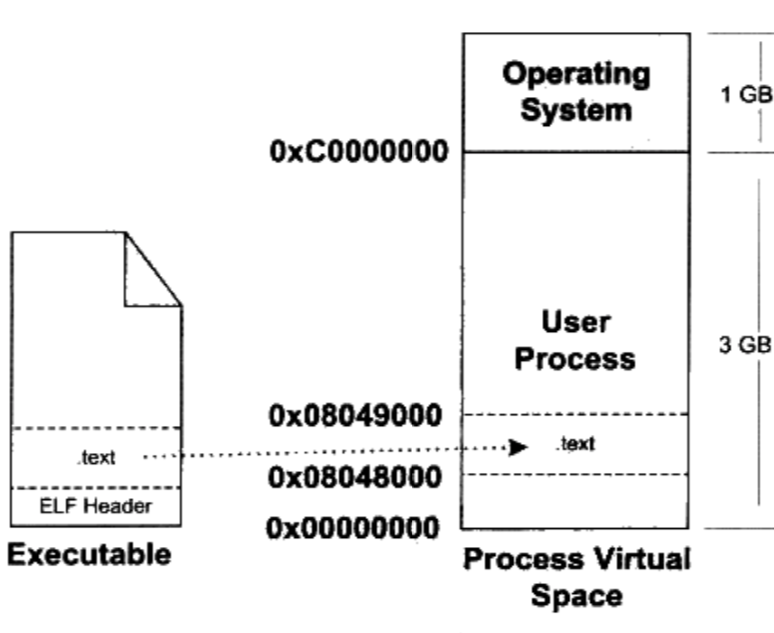 Operating
System
1 GB
0xC0000000
User
Process
3 GB
0x08049000
.text
.text
0x08048000
ELF Header
0x00000000
Executable
Process Virtual
Space